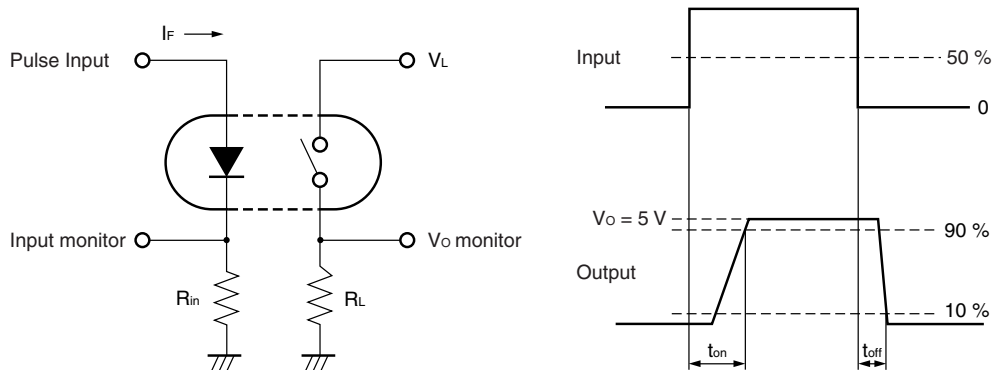 IF
Pulse Input
VL
Input monitor
VO monitor
Rin
RL
Input
50 %
0
VO = 5 V
90 %
Output
10 %
ton
toff